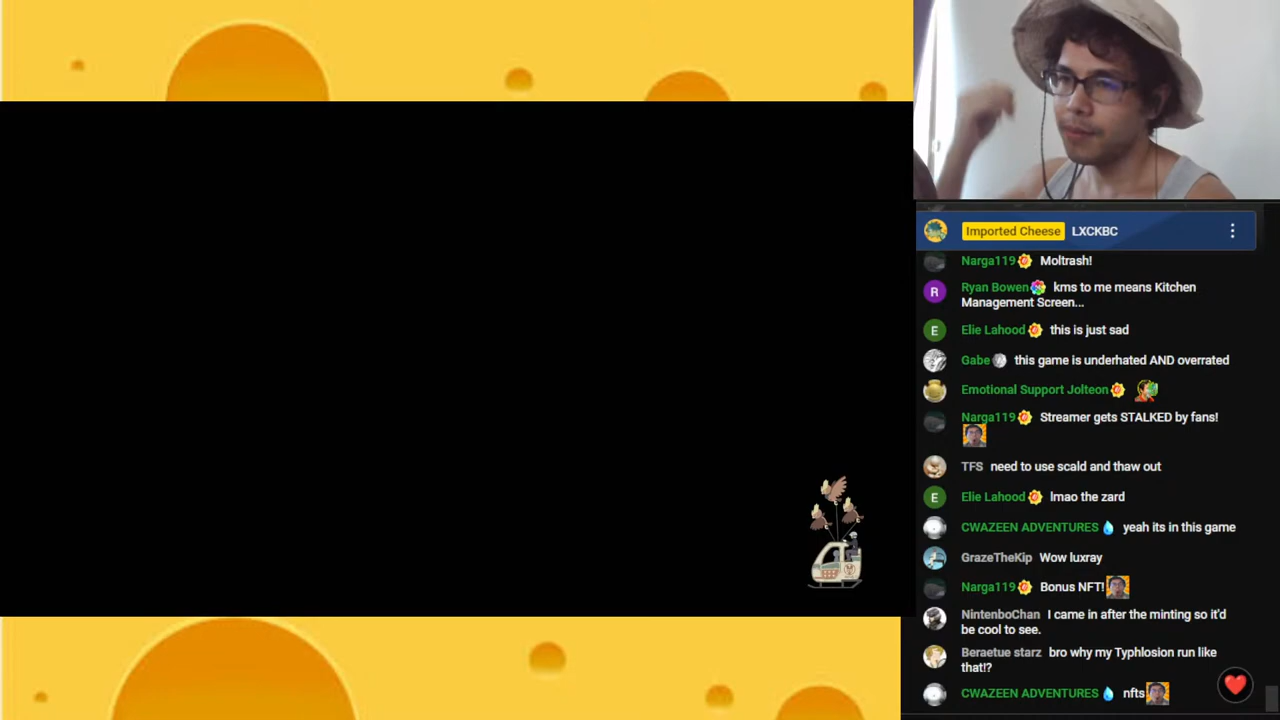 Imported Cheese LXCKBC
Narga119 Moltrash!
Ryan Bowen kms to me means Kitchen
Management Screen...
Elie Lahood this is just sad
Gabe this game is underhated AND overrated
Emotional Support Jolteon
Narga119 Streamer gets STALKED by fans!
TFS need to use scald and thaw out
Elie Lahood lmao the zard
CWAZEEN ADVENTURES yeah its in this game
GrazeTheKip Wow luxray
Narga119 Bonus NFT!
NintenboChan I came in after the minting so it'd
be cool to see.
Beraetue starz bro why my Typhlosion run like
that!?
CWAZEEN ADVENTURES nfts
R
E
E